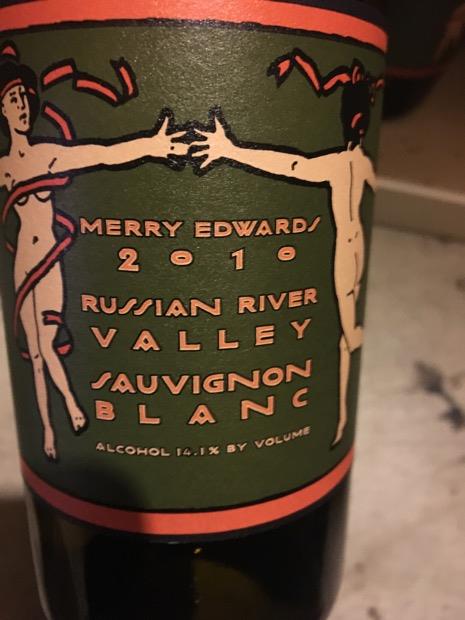 MERRY EDWARDS
2010
RUSSIAN RIVER
VALLEY
SAUVIGNON
BLANC
ALCOHOL 14.1% BY VOLUME